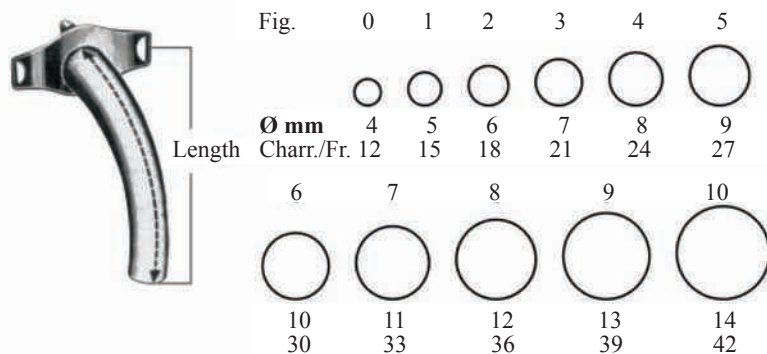 Fig. 0 1 2 3 4 5
Ø mm 4 5 6 7 8 9
Length
Charr./Fr. 12 15 18 21 24 27
6 7 8 9 10
10 11 12 13 14
30 33 36 39 42